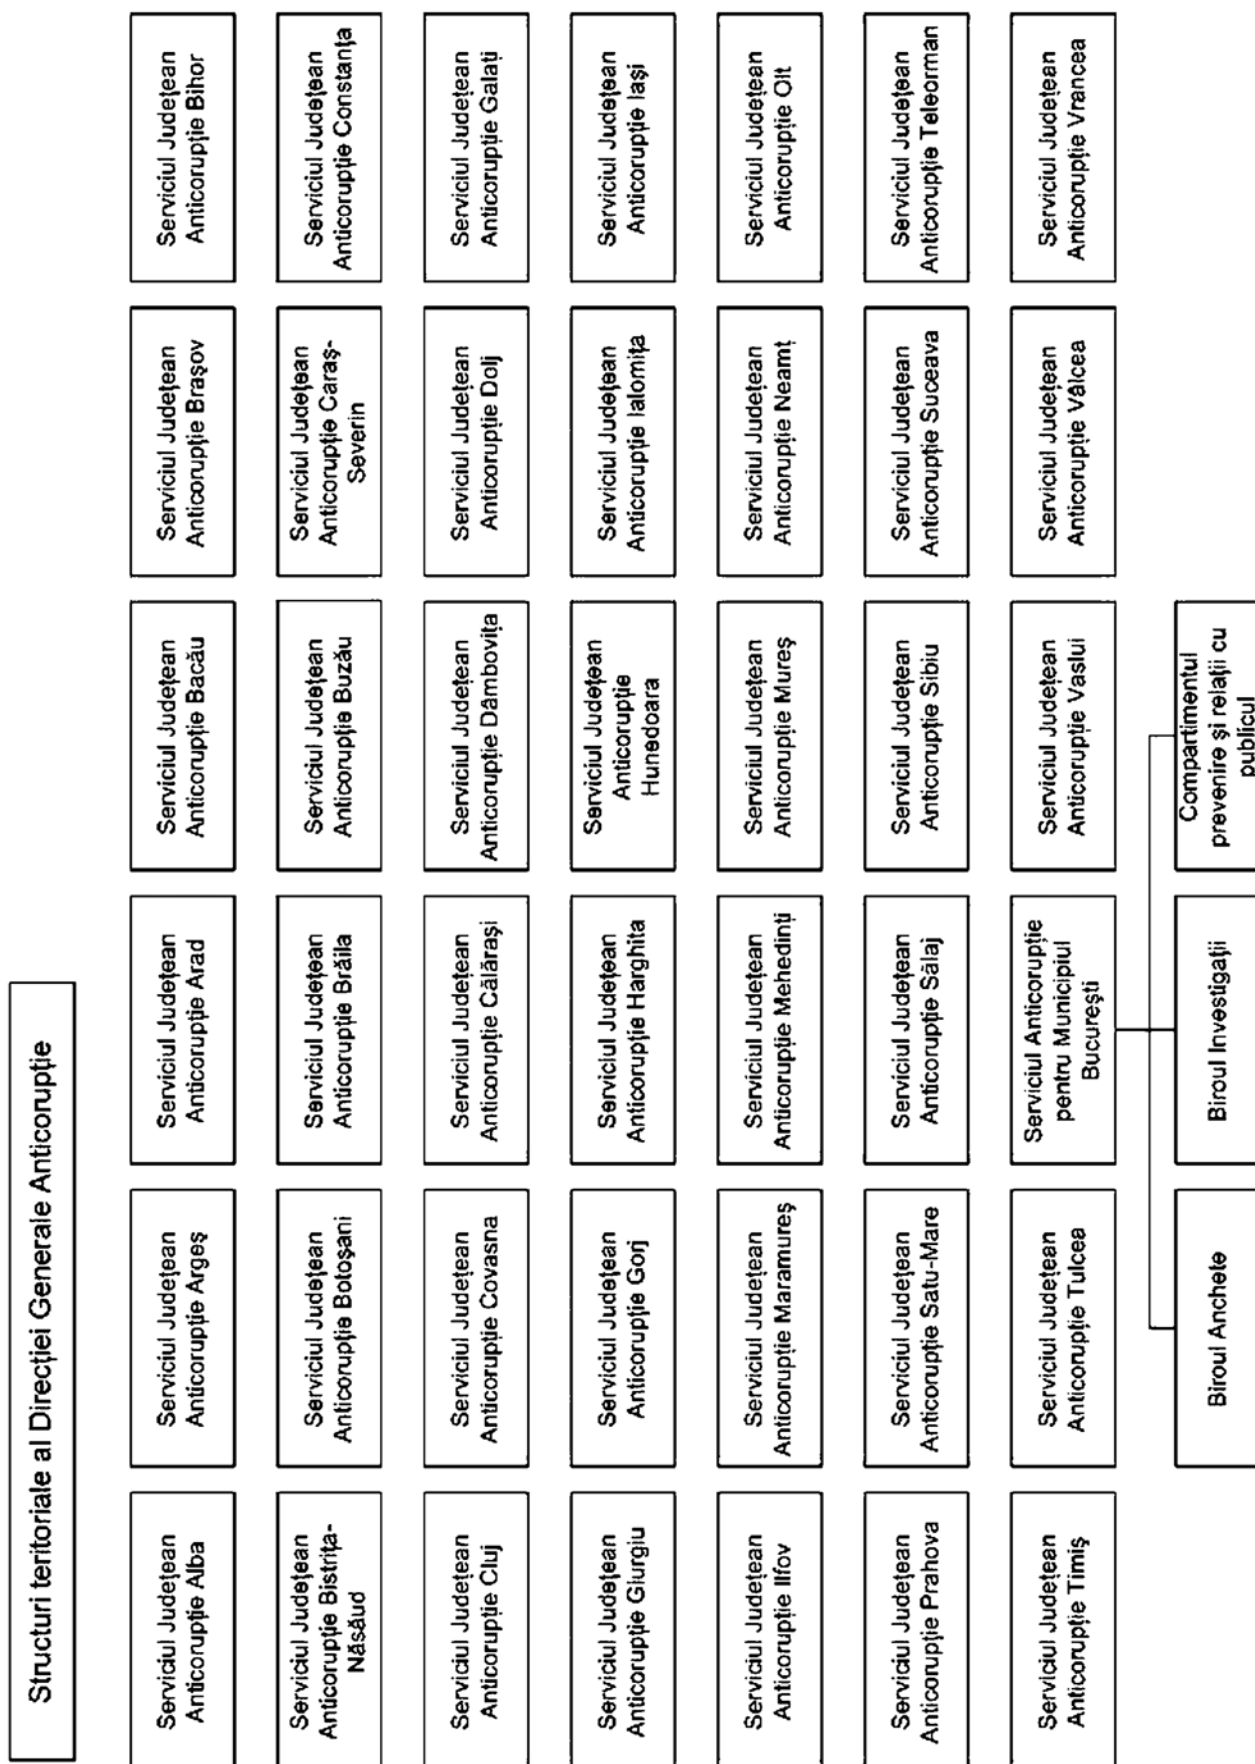 Structuri teritoriale al Direcției Generale Anticorupție
Serviciul Județean
Anticorupție Alba
Serviciul Județean
Anticorupție Argeș
Serviciul Județean
Anticorupție Arad
Serviciul Județean
Anticorupție Bacău
Serviciul Județean
Anticorupție Brașov
Serviciul Județean
Anticorupție Bihor
Serviciul Județean
Anticorupție Bistrița-
Năsăud
Serviciul Județean
Anticorupție Botoșani
Serviciul Județean
Anticorupție Brăila
Serviciul Județean
Anticorupție Buzău
Serviciul Județean
Anticorupție Caraș-
Severin
Serviciul Județean
Anticorupție Constanța
Serviciul Județean
Anticorupție Cluj
Serviciul Județean
Anticorupție Covasna
Serviciul Județean
Anticorupție Călărași
Serviciul Județean
Anticorupție Dâmbovița
Serviciul Județean
Anticorupție Dolj
Serviciul Județean
Anticorupție Galați
Serviciul Județean
Anticorupție Giurgiu
Serviciul Județean
Anticorupție Gorj
Serviciul Județean
Anticorupție Harghita
Serviciul Județean
Anticorupție
Hunedoara
Serviciul Județean
Anticorupție Ialomița
Serviciul Județean
Anticorupție Iași
Serviciul Județean
Anticorupție Ilfov
Serviciul Județean
Anticorupție Maramureș
Serviciul Județean
Anticorupție Mehedinți
Serviciul Județean
Anticorupție Mureș
Serviciul Județean
Anticorupție Neamț
Serviciul Județean
Anticorupție Olt
Serviciul Județean
Anticorupție Prahova
Serviciul Județean
Anticorupție Satu-Mare
Serviciul Județean
Anticorupție Sălaj
Serviciul Județean
Anticorupție Sibiu
Serviciul Județean
Anticorupție Suceava
Serviciul Județean
Anticorupție Teleorman
Serviciul Județean
Anticorupție Timiș
Serviciul Județean
Anticorupție Tulcea
Serviciul Anticorupție
pentru Municipiul
București
Serviciul Județean
Anticorupție Vaslui
Serviciul Județean
Anticorupție Vâlcea
Serviciul Județean
Anticorupție Vrancea
Biroul Anchete
Biroul Investigații
Compartimentul
prevenire și relații cu
publicul